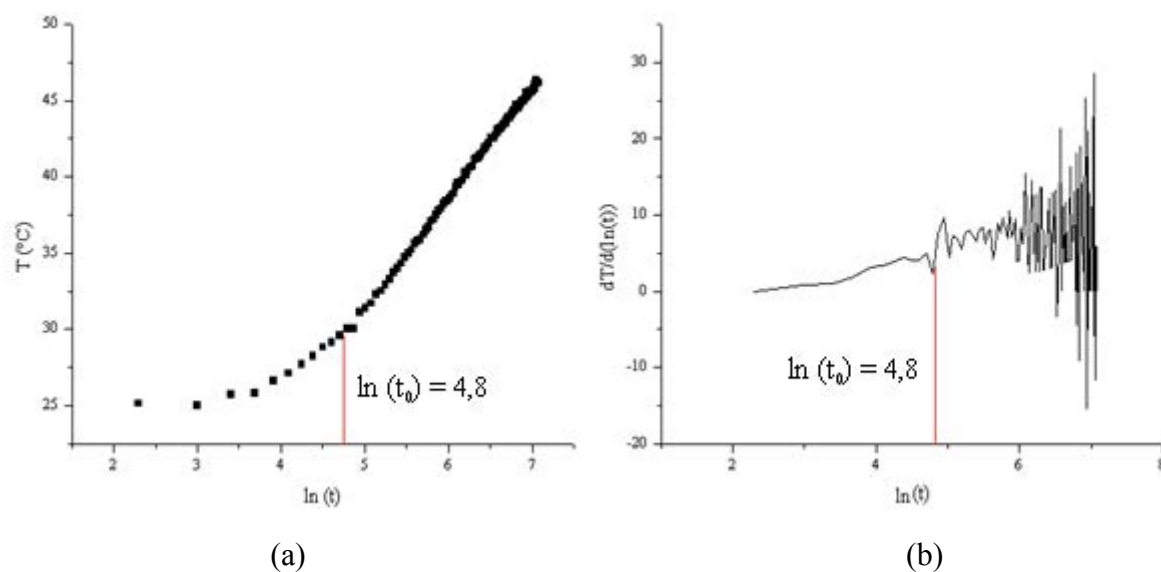 50
45
40
35
30
25
T (°C)
ln (t₀) = 4,8
2 3 4 5 6 7
ln (t)
(a)
30
20
10
0
-10
-20
dT/d(ln(t))
ln (t₀) = 4,8
2 4 6 8
ln(t)
(b)